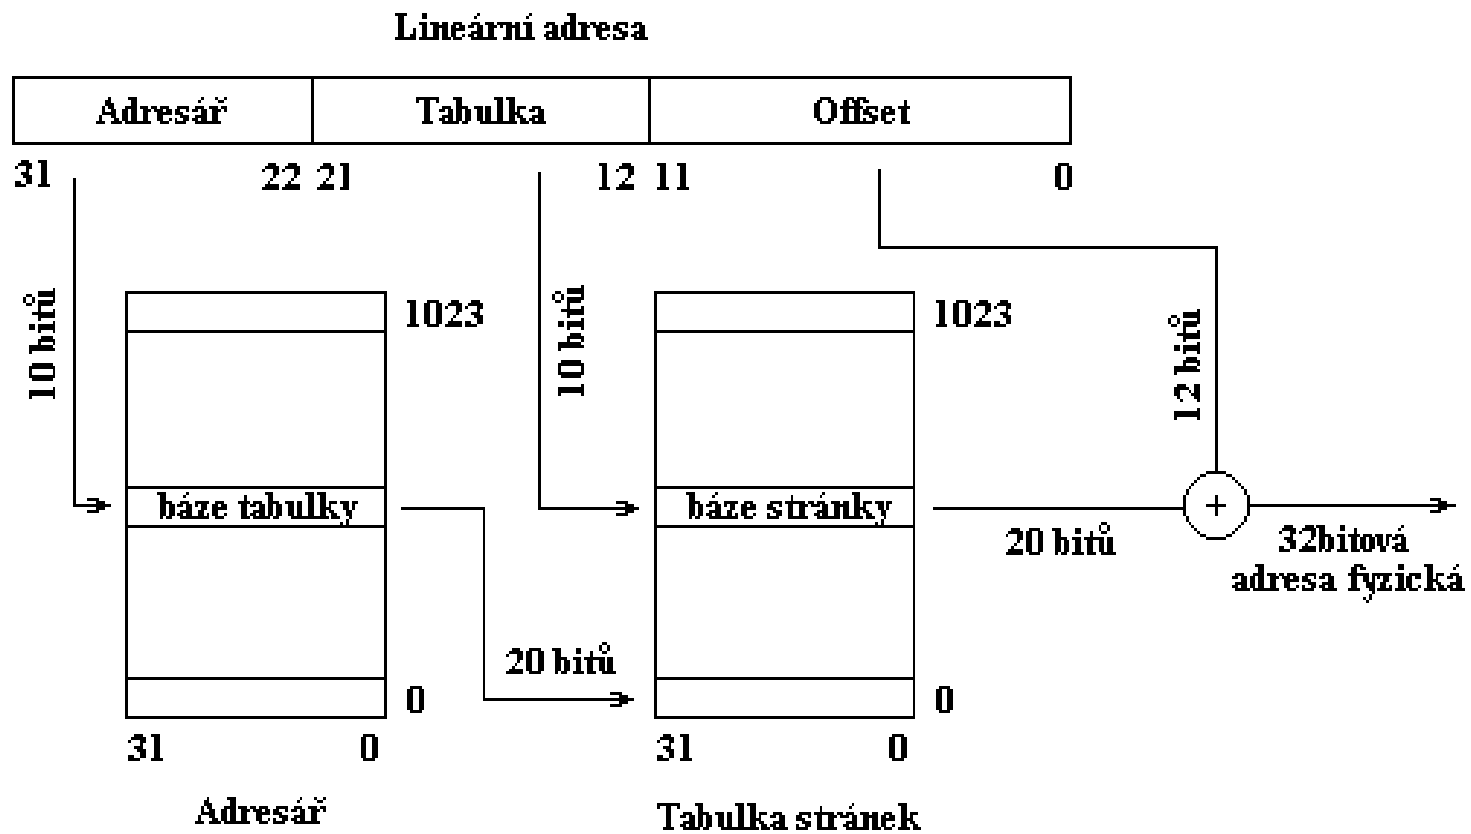 Lineární adresa
Adresář Tabulka Offset
31 22 21 12 11 0
10 bitů
1023
10 bitů
1023
12 bitů
báze tabulky
báze stránky
20 bitů
32bitová
adresa fyzická
20 bitů
0
0
31 0
31 0
Adresář
Tabulka stránek
+